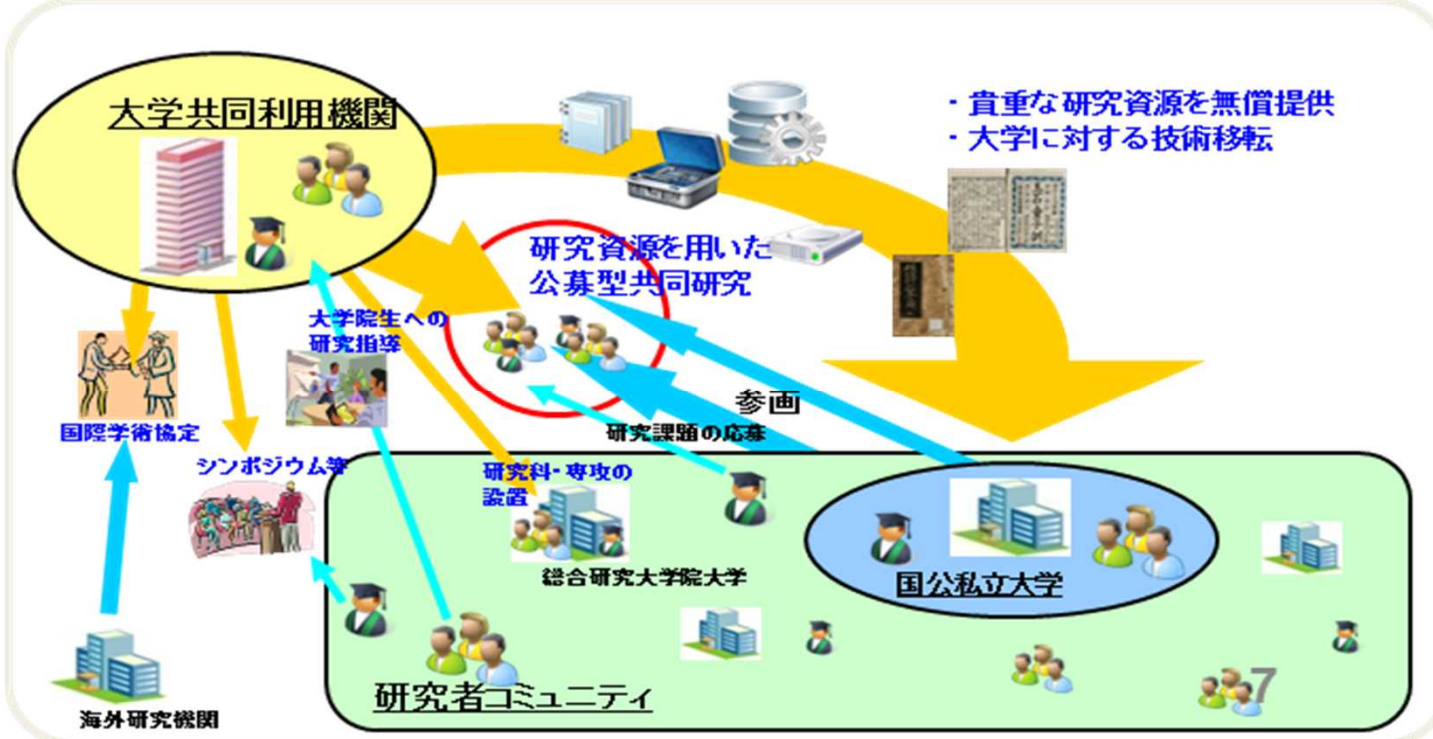 大学共同利用機関
・貴重な研究資源を無償提供
・大学に対する技術移転
研究資源を用いた
公募型共同研究
大学院生への
研究指導
国際学術協定
シンポジウム等
参画
研究課題の応募
研究科・専攻の
設置
総合研究大学院大学
国公私立大学
研究者コミュニティ
海外研究機関
7